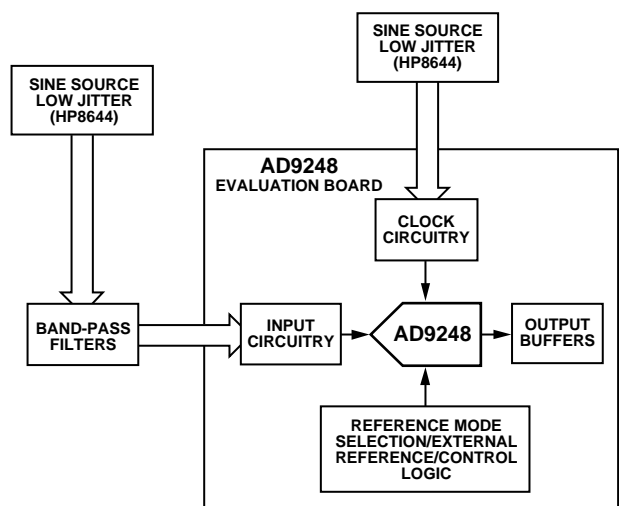 SINE SOURCE
LOW JITTER
(HP8644)
SINE SOURCE
LOW JITTER
(HP8644)
AD9248
EVALUATION BOARD
CLOCK
CIRCUITRY
BAND-PASS
FILTERS
INPUT
CIRCUITRY
AD9248
OUTPUT
BUFFERS
REFERENCE MODE
SELECTION/EXTERNAL
REFERENCE/CONTROL
LOGIC